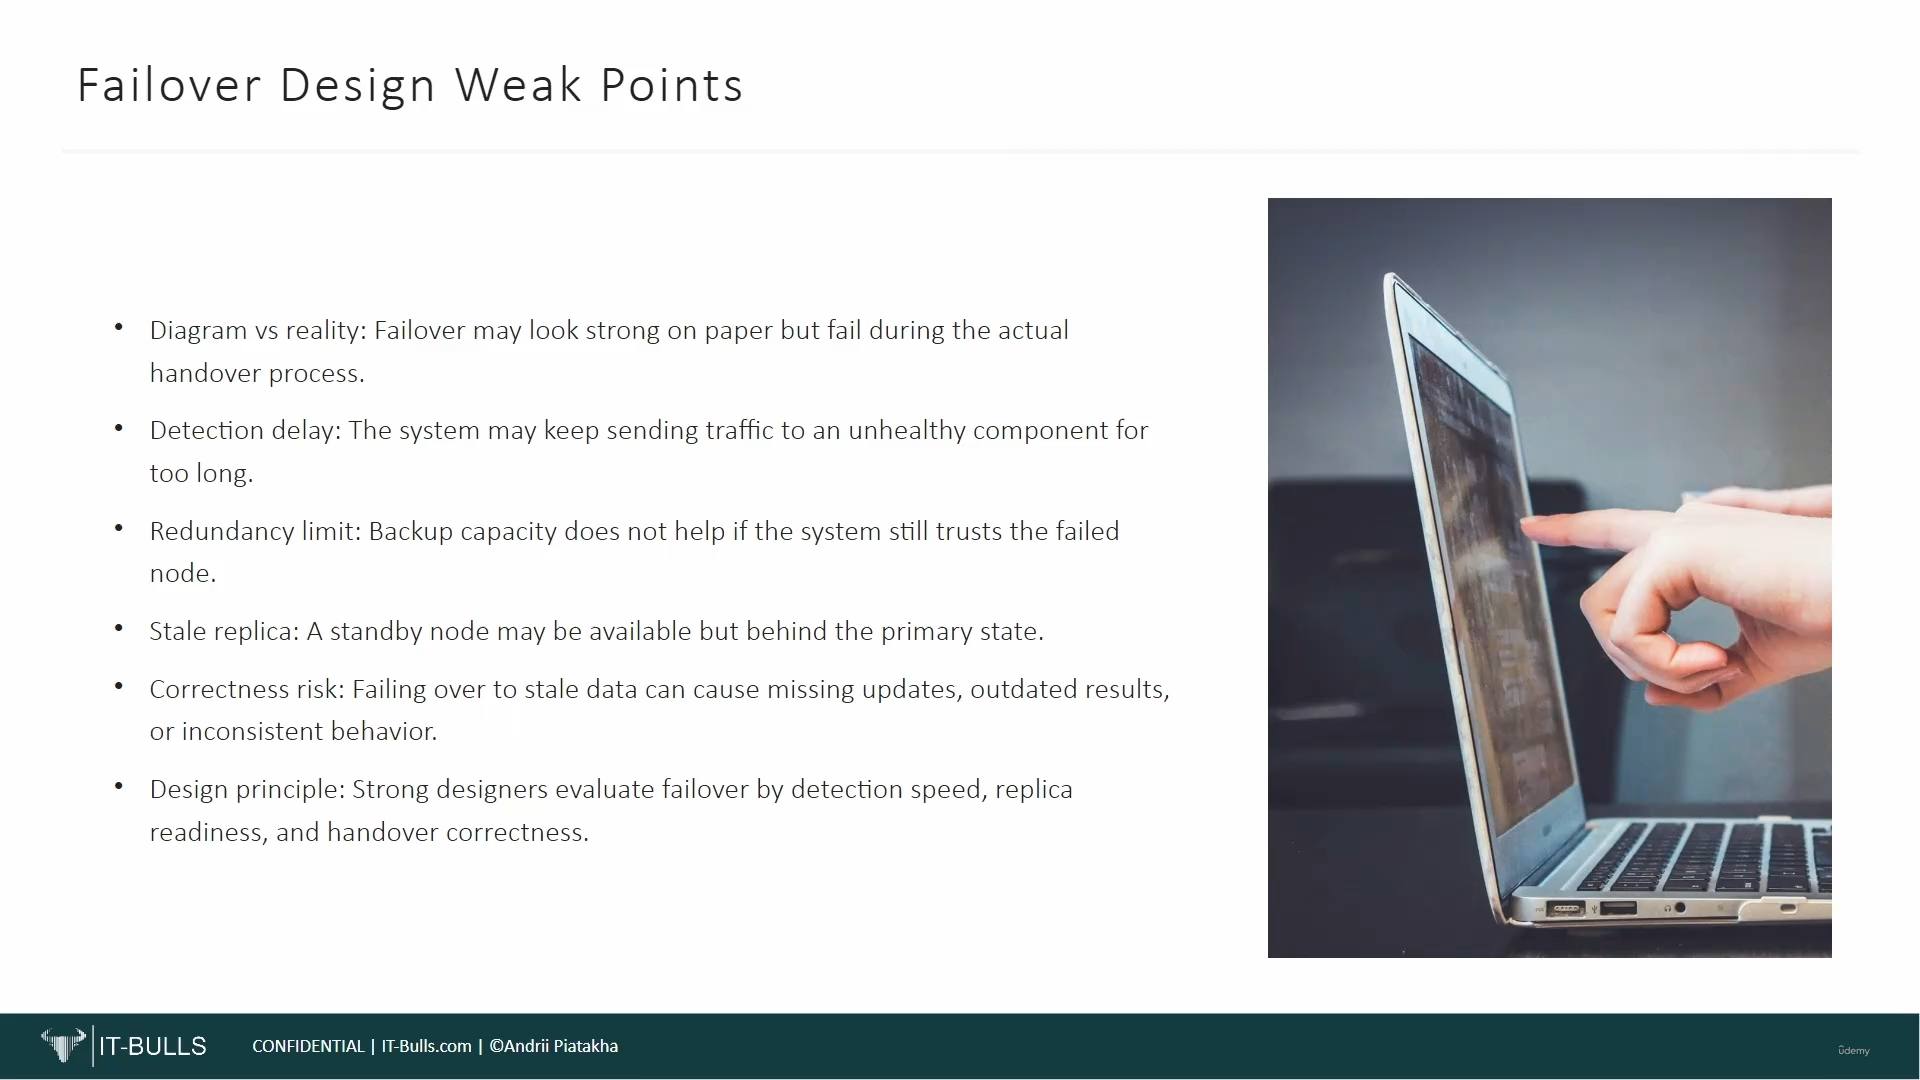 Failover Design Weak Points
• Diagram vs reality: Failover may look strong on paper but fail during the actual
handover process.
• Detection delay: The system may keep sending traffic to an unhealthy component for
too long.
• Redundancy limit: Backup capacity does not help if the system still trusts the failed
node.
• Stale replica: A standby node may be available but behind the primary state.
• Correctness risk: Failing over to stale data can cause missing updates, outdated results,
or inconsistent behavior.
• Design principle: Strong designers evaluate failover by detection speed, replica
readiness, and handover correctness.
IT-BULLS
CONFIDENTIAL | IT-Bulls.com | ©Andrii Piatakha
ûdemy